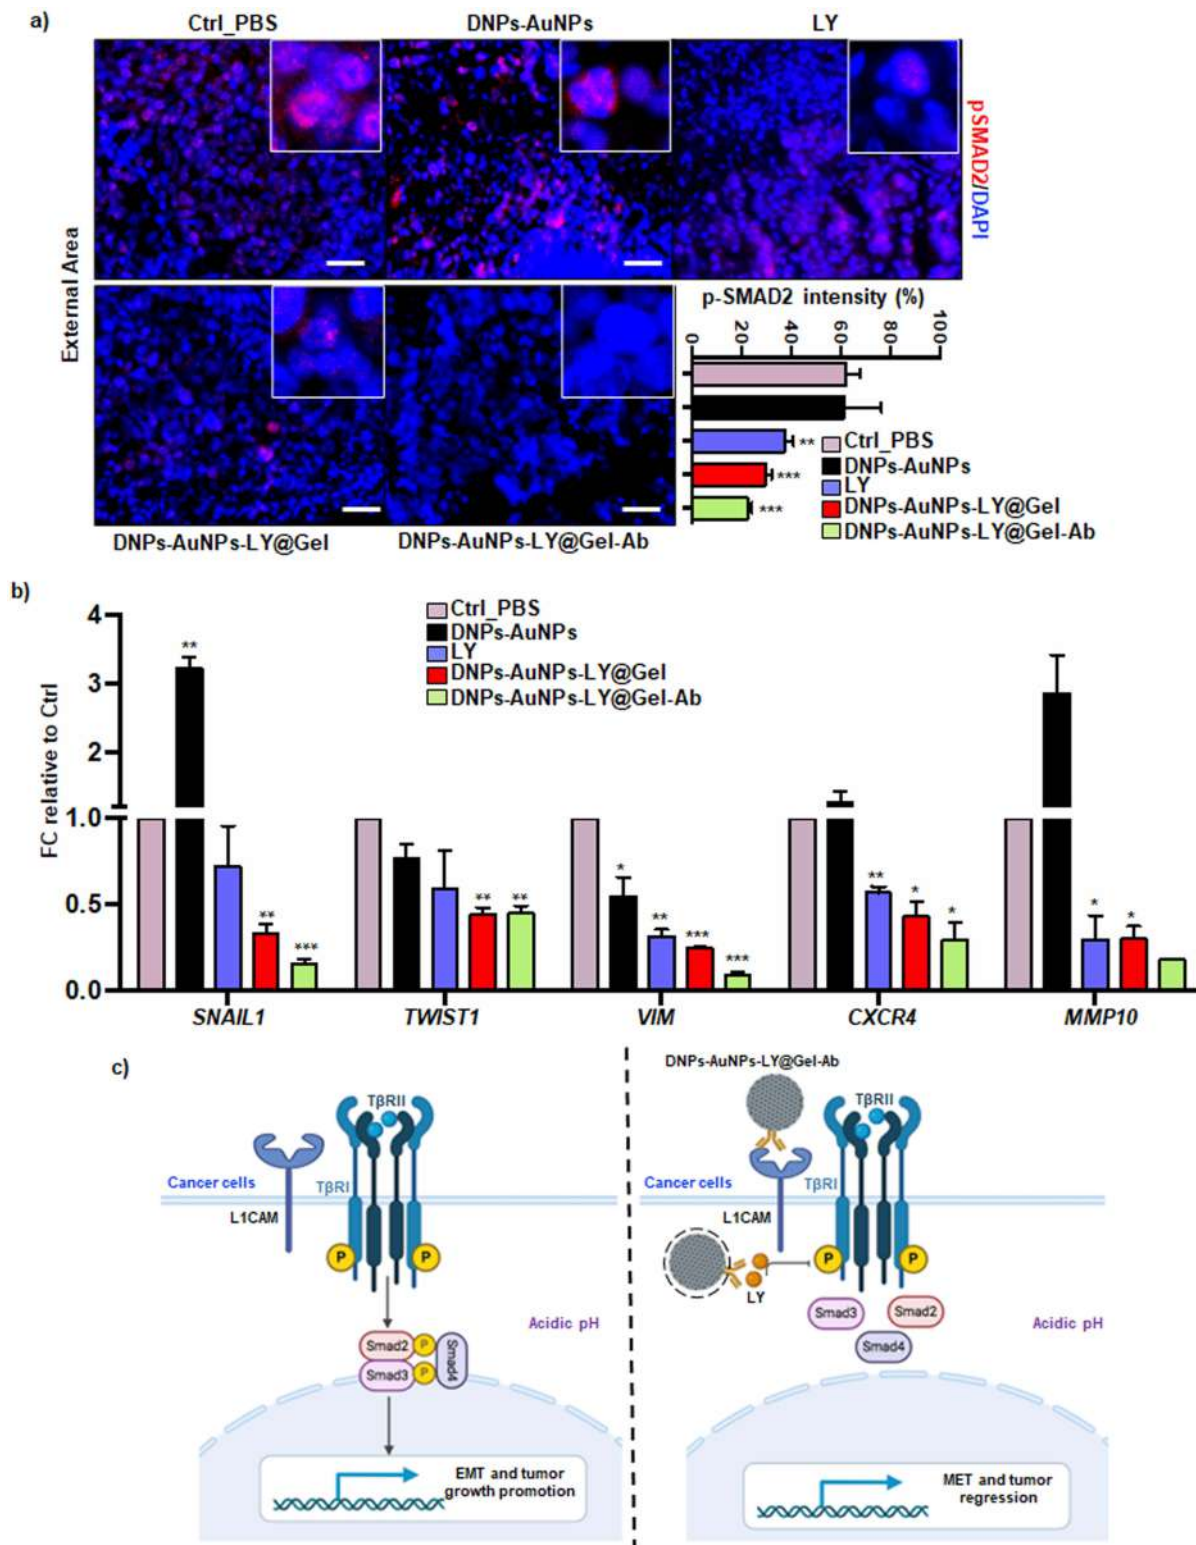 a)
Ctrl_PBS
DNPs-AuNPs
LY
External Area
pSMAD2/DAPI
DNPs-AuNPs-LY@Gel
DNPs-AuNPs-LY@Gel-Ab
p-SMAD2 intensity (%)
0
20
40
60
80
100
**
***
***
Ctrl_PBS
DNPs-AuNPs
LY
DNPs-AuNPs-LY@Gel
DNPs-AuNPs-LY@Gel-Ab
b)
Ctrl_PBS
DNPs-AuNPs
LY
DNPs-AuNPs-LY@Gel
DNPs-AuNPs-LY@Gel-Ab
FC relative to Ctrl
4
3
2
1.0
0.5
0.0
**
**
***
**
**
*
**
***
***
**
*
*
*
*
SNAIL1
TWIST1
VIM
CXCR4
MMP10
c)
TβRII
Cancer cells
TβRI
L1CAM
P
P
Acidic pH
Smad2
P
Smad3
P
Smad4
EMT and tumor
growth promotion
DNPs-AuNPs-LY@Gel-Ab
TβRII
Cancer cells
TβRI
L1CAM
P
P
LY
Smad3
Smad2
Smad4
Acidic pH
MET and tumor
regression